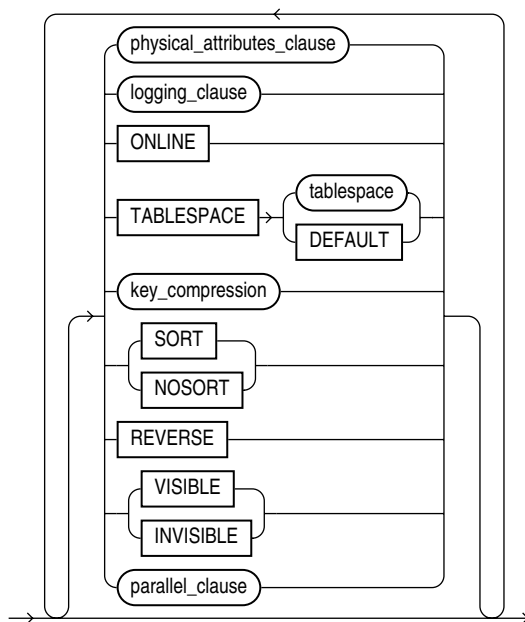 physical_attributes_clause
logging_clause
ONLINE
tablespace
TABLESPACE
DEFAULT
key_compression
SORT
NOSORT
REVERSE
VISIBLE
INVISIBLE
parallel_clause